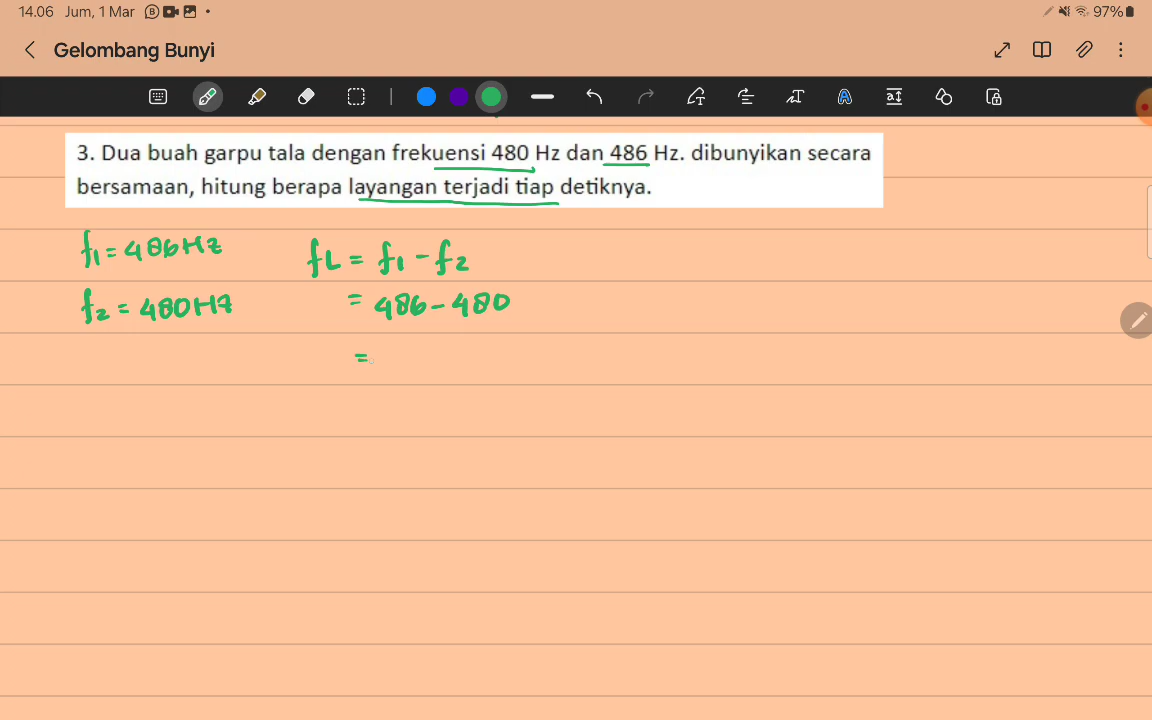 14.06 Jum, 1 Mar 97%
Gelombang Bunyi
3. Dua buah garpu tala dengan frekuensi 480 Hz dan 486 Hz. dibunyikan secara
bersamaan, hitung berapa layangan terjadi tiap detiknya.
f1 = 486 Hz
f2 = 480 Hz
fL = f1 - f2
= 486 - 480
=